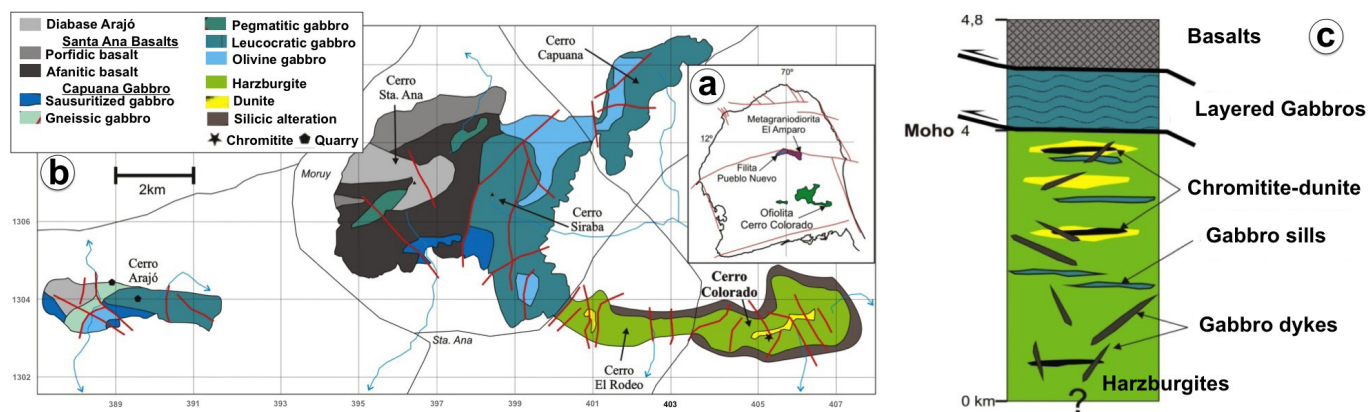 Diabase Arajó
Santa Ana Basalts
Porfidic basalt
Afanitic basalt
Capuana Gabbro
Sausuritized gabbro
Gneissic gabbro
Pegmatitic gabbro
Leucocratic gabbro
Olivine gabbro
Harzburgite
Dunite
Silicic alteration
Chromitite
Quarry
b
2km
1306
1304
1302
389
391
393
395
397
399
401
403
405
407
Cerro
Arajó
Moruy
Cerro
Sta. Ana
Cerro
Capuana
Cerro
Siraba
Sta. Ana
Cerro
El Rodeo
Cerro
Colorado
a
70º
12º
Metagraniodiorita
El Amparo
Filita
Pueblo Nuevo
Ofiolita
Cerro Colorado
c
4,8
Basalts
Layered Gabbros
Moho
4
Chromitite-dunite
Gabbro sills
Gabbro dykes
Harzburgites
0 km
?